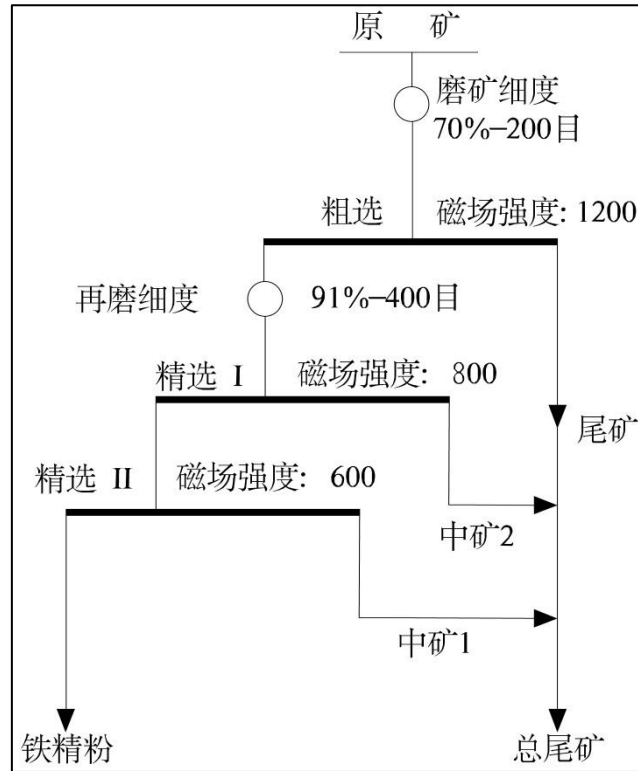 原 矿
磨矿细度
70%-200目
粗选 磁场强度: 1200
再磨细度 91%-400目
精选 I 磁场强度: 800
尾矿
精选 II 磁场强度: 600
中矿2
中矿1
铁精粉 总尾矿